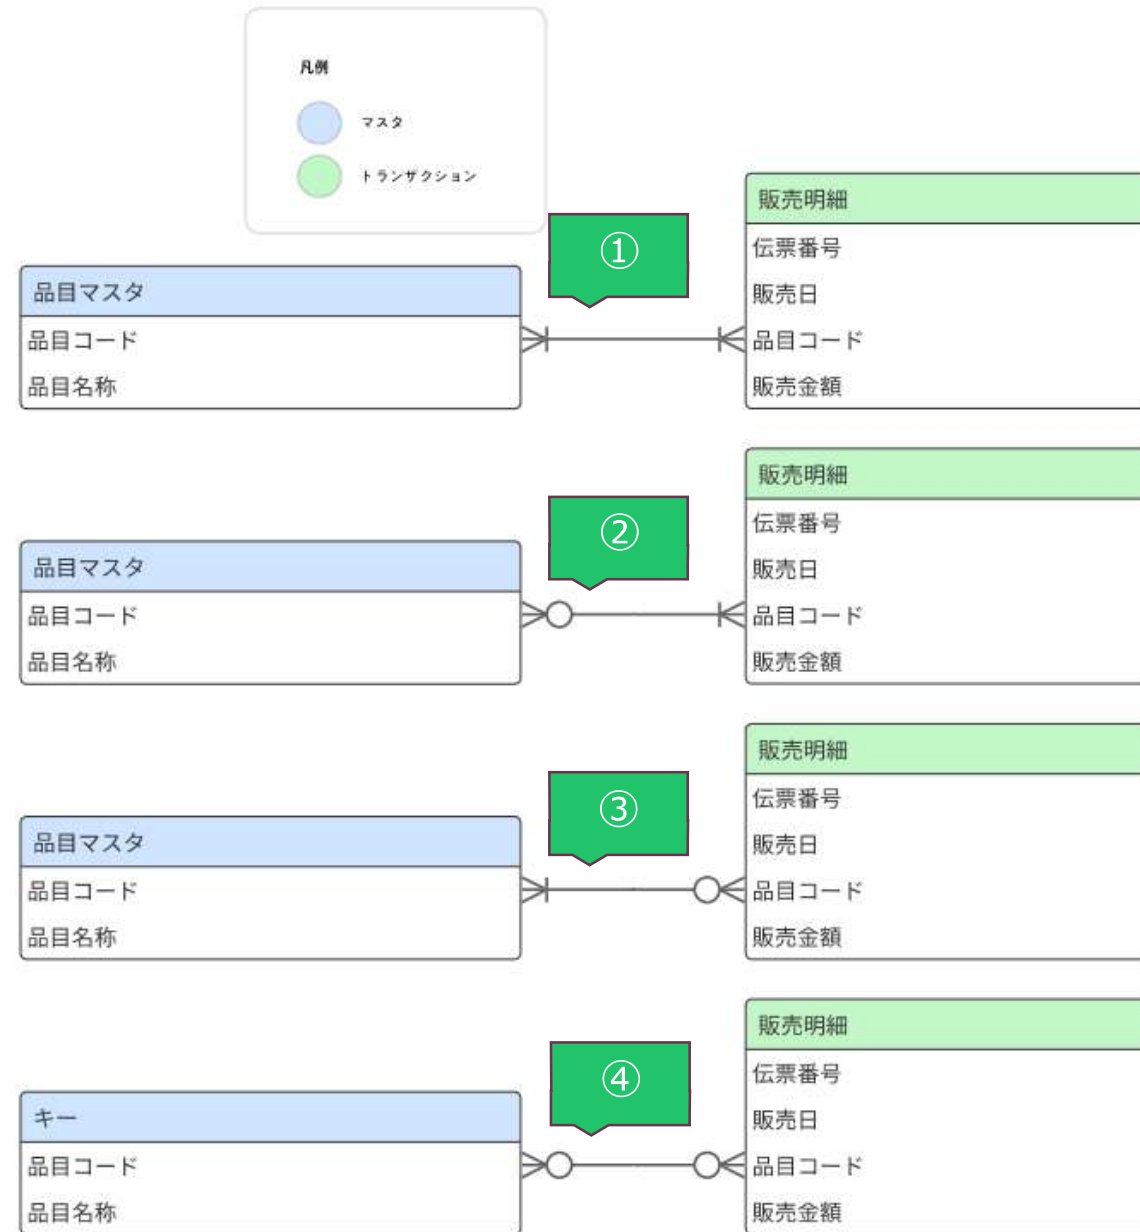 凡例
マスタ
トランザクション
①
品目マスタ
品目コード
品目名称
販売明細
伝票番号
販売日
品目コード
販売金額
②
品目マスタ
品目コード
品目名称
販売明細
伝票番号
販売日
品目コード
販売金額
③
品目マスタ
品目コード
品目名称
販売明細
伝票番号
販売日
品目コード
販売金額
④
キー
品目コード
品目名称
販売明細
伝票番号
販売日
品目コード
販売金額